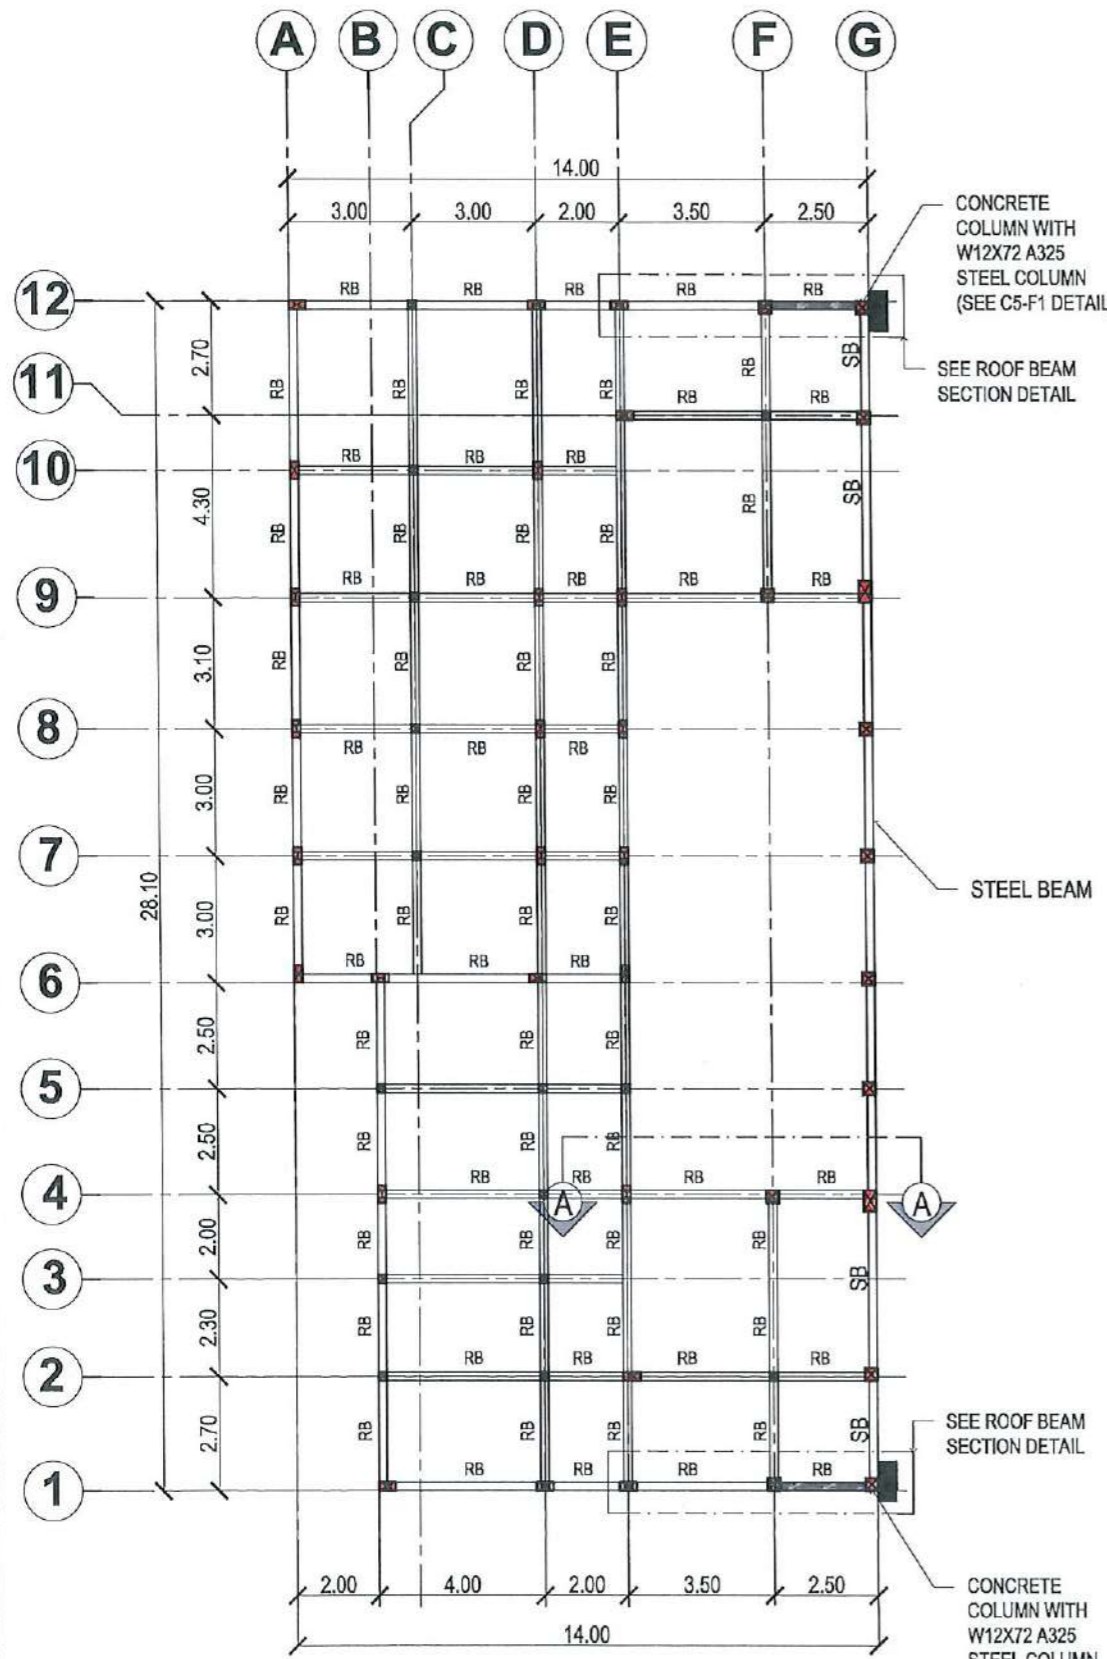 A B C D E F G
14.00
3.00 3.00 2.00 3.50 2.50
CONCRETE
COLUMN WITH
W12X72 A325
STEEL COLUMN
(SEE C5-F1 DETAIL
12
RB RB RB RB RB
SB
SEE ROOF BEAM
SECTION DETAIL
2.70
RB RB RB RB RB
11
RB RB
10
RB RB RB
4.30
RB SB
RB RB RB RB
9
RB RB RB RB RB
3.10
RB RB RB RB
8
RB RB RB
3.00
RB RB RB RB
7
28.10
STEEL BEAM
3.00
RB RB RB RB
6
RB RB RB
2.50
RB RB RB
5
2.50
RB RB RB
4
RB RB RB RB
A A
2.00
RB RB RB RB
3
SB
2.30
RB RB RB RB
2
RB RB RB RB
2.70
RB RB RB RB SB
SEE ROOF BEAM
SECTION DETAIL
1
RB RB RB RB
2.00 4.00 2.00 3.50 2.50
14.00
CONCRETE
COLUMN WITH
W12X72 A325
STEEL COLUMN